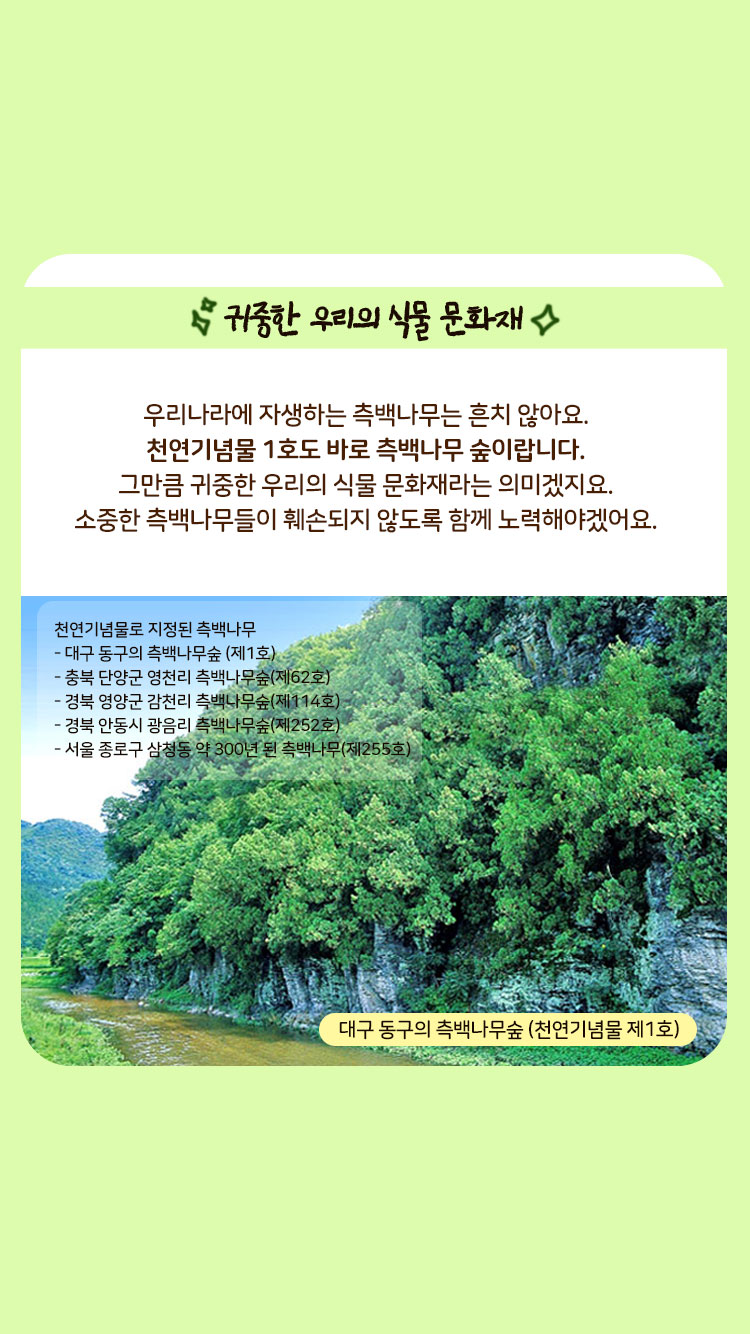 귀중한 우리의 식물 문화재
우리나라에 자생하는 측백나무는 흔치 않아요.
천연기념물 1호도 바로 측백나무 숲이랍니다.
그만큼 귀중한 우리의 식물 문화재라는 의미겠지요.
소중한 측백나무들이 훼손되지 않도록 함께 노력해야겠어요.
천연기념물로 지정된 측백나무
- 대구 동구의 측백나무숲 (제1호)
- 충북 단양군 영천리 측백나무숲(제62호)
- 경북 영양군 감천리 측백나무숲(제114호)
- 경북 안동시 광음리 측백나무숲(제252호)
- 서울 종로구 삼청동 약 300년 된 측백나무(제255호)
대구 동구의 측백나무숲 (천연기념물 제1호)